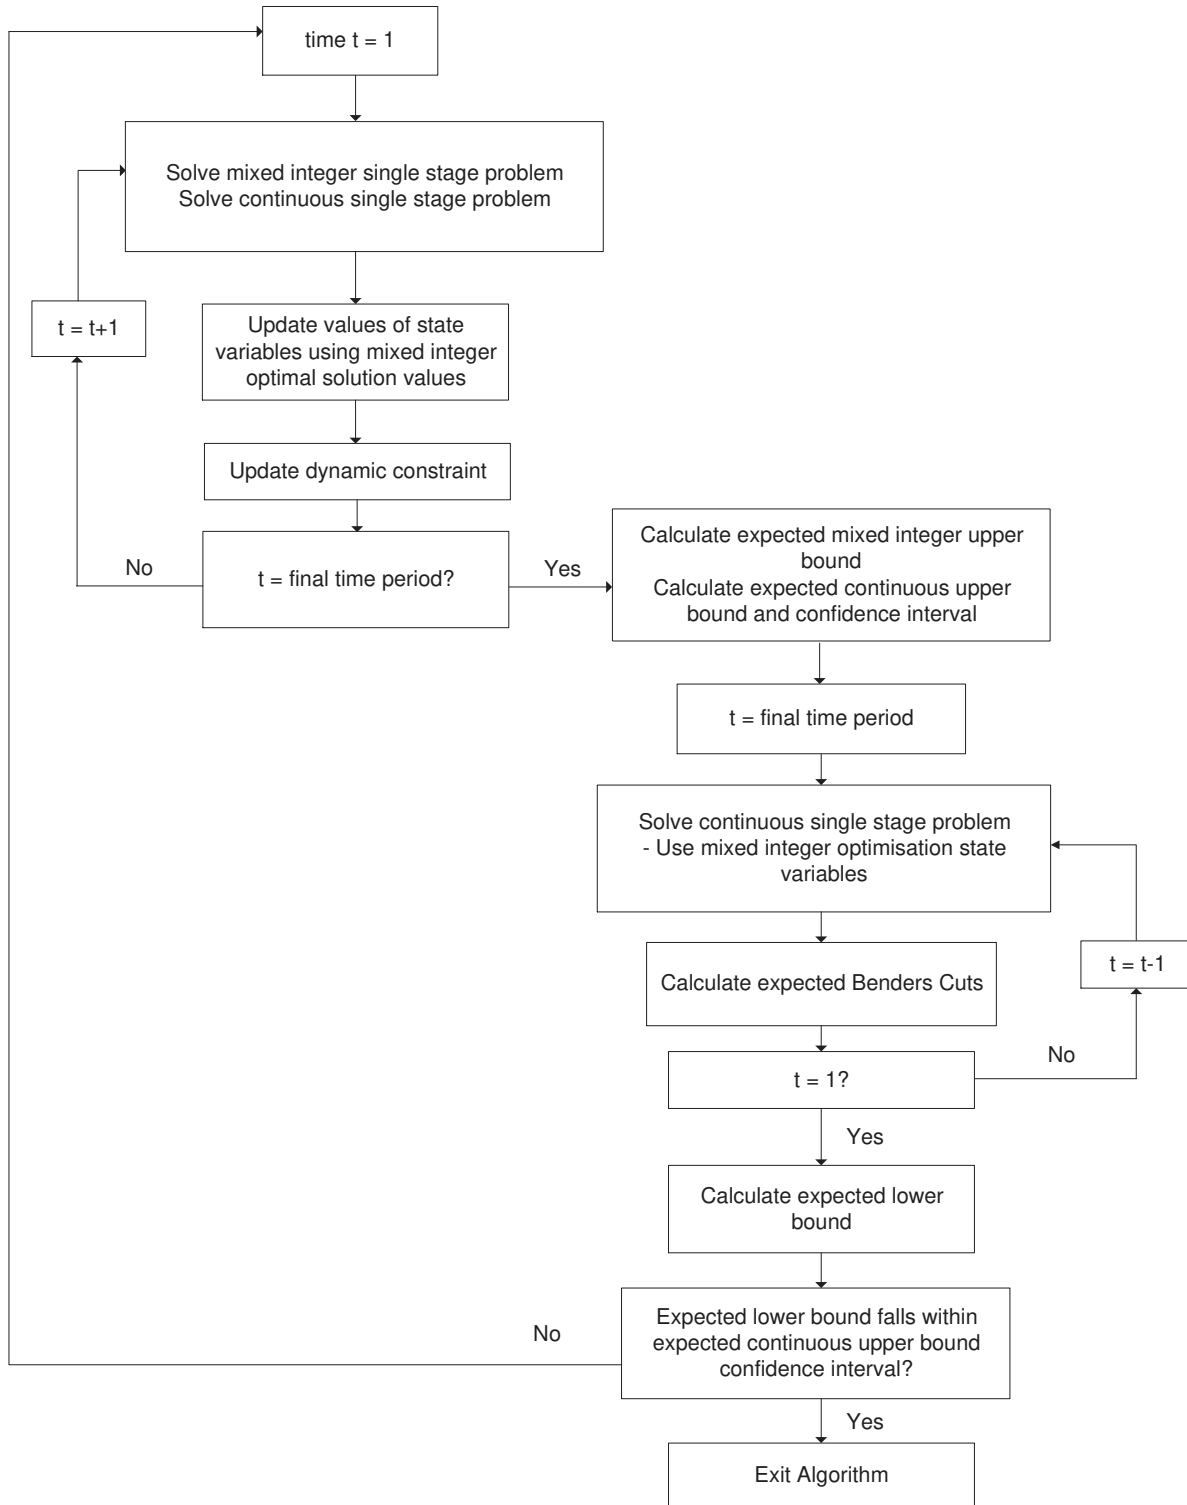 time t = 1
Solve mixed integer single stage problem
Solve continuous single stage problem
t = t+1
Update values of state
variables using mixed integer
optimal solution values
Update dynamic constraint
No
t = final time period?
Yes
Calculate expected mixed integer upper
bound
Calculate expected continuous upper
bound and confidence interval
t = final time period
Solve continuous single stage problem
- Use mixed integer optimisation state
variables
t = t-1
Calculate expected Benders Cuts
No
t = 1?
Yes
Calculate expected lower
bound
No
Expected lower bound falls within
expected continuous upper bound
confidence interval?
Yes
Exit Algorithm